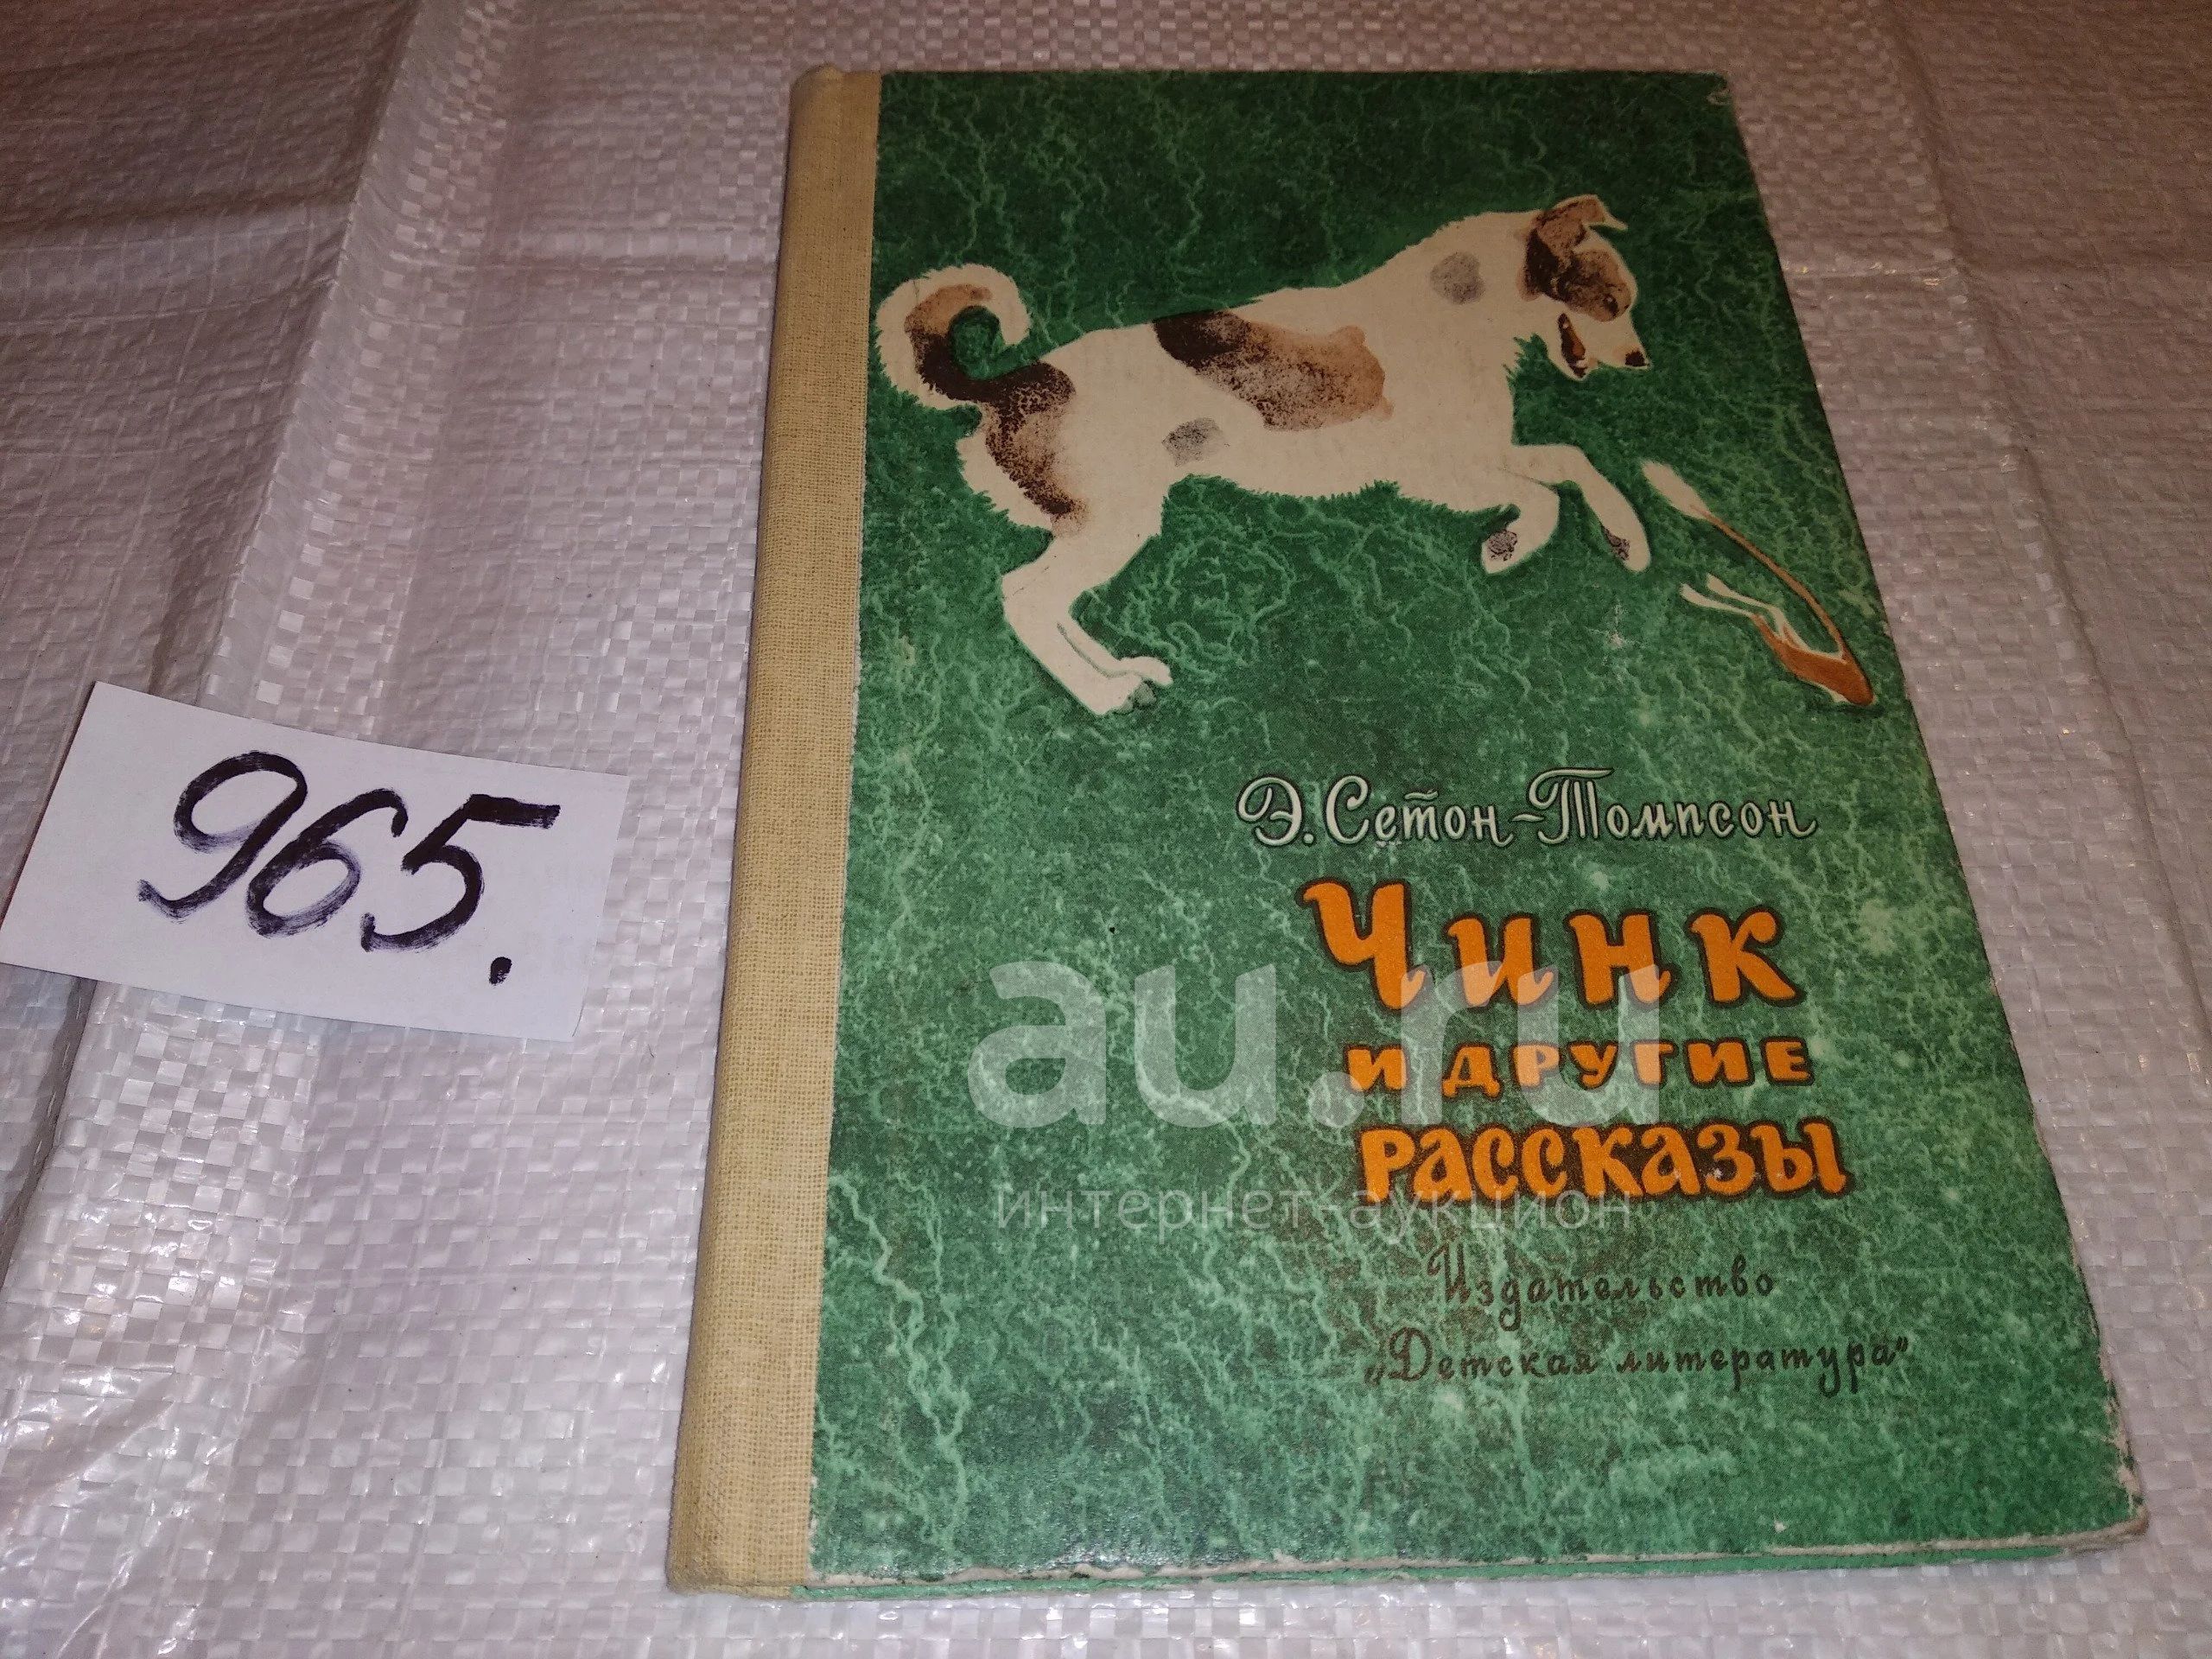 965.
Э. Сетон-Томпсон
Чинк
и другие
рассказы
Издательство
„Детская литература"
au.ru
интернет-аукцион